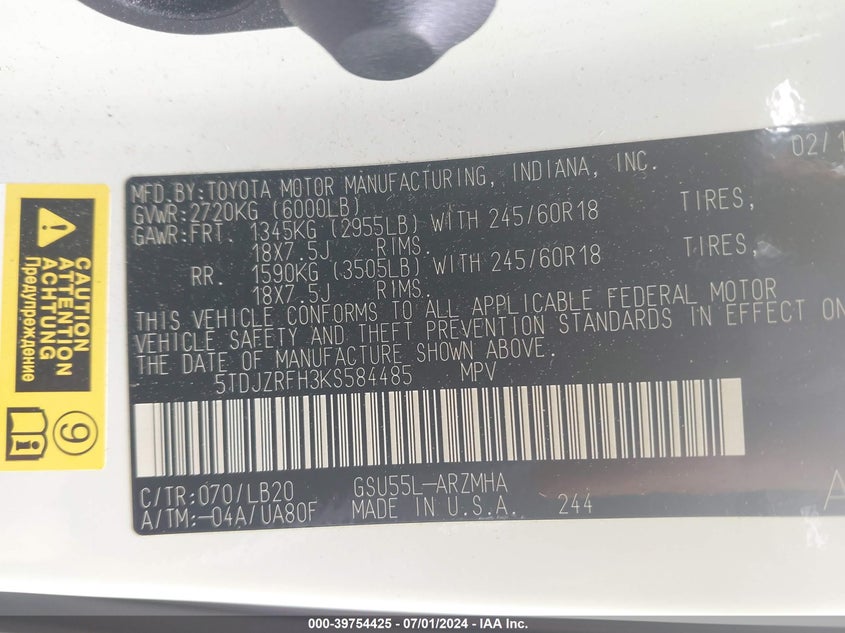 MFD.BY:TOYOTA MOTOR MANUFACTURING, INDIANA, INC. 02/1
GVWR:2720KG (6000LB)
GAWR:FRT. 1345KG (2955LB) WITH 245/60R18 TIRES,
18X7.5J RIMS.
RR. 1590KG (3505LB) WITH 245/60R18 TIRES,
18X7.5J RIMS.
THIS VEHICLE CONFORMS TO ALL APPLICABLE FEDERAL MOTOR
VEHICLE SAFETY AND THEFT PREVENTION STANDARDS IN EFFECT ON
THE DATE OF MANUFACTURE SHOWN ABOVE.
5TDJZRFH3KS584485 MPV
C/TR:070/LB20 GSU55L-ARZMHA A
A/TM:-04A/UA80F MADE IN U.S.A. 244
CAUTION
ATTENTION
ACHTUNG
Предупреждение
9
000-39754425 - 07/01/2024 - IAA Inc.